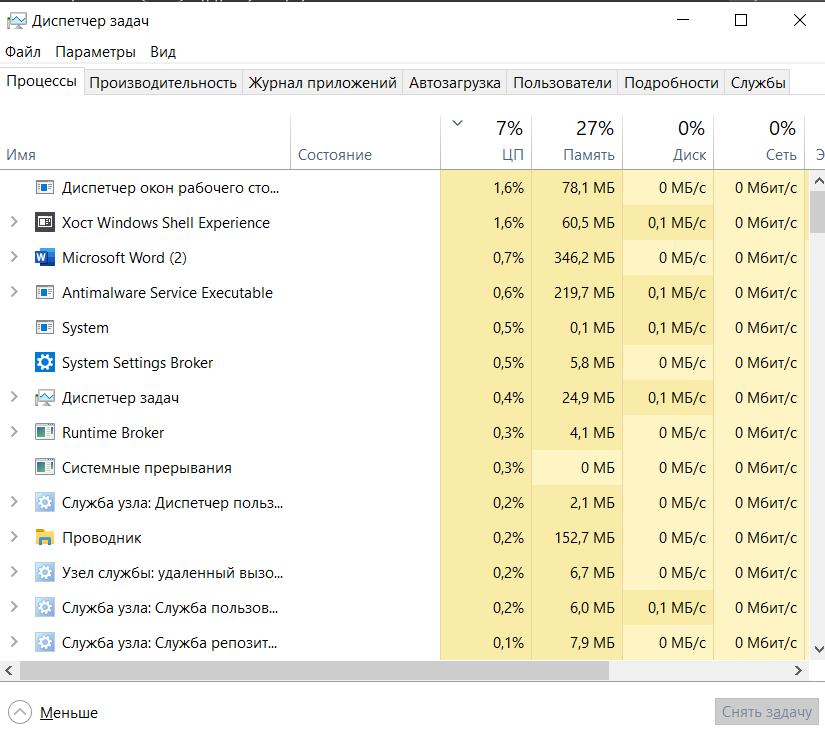 Диспетчер задач
Файл Параметры Вид
Процессы Производительность Журнал приложений Автозагрузка Пользователи Подробности Службы
7% 27% 0% 0%
Имя Состояние ЦП Память Диск Сеть Э
Диспетчер окон рабочего сто... 1,6% 78,1 МБ 0 МБ/с 0 Мбит/с
Хост Windows Shell Experience 1,6% 60,5 МБ 0,1 МБ/с 0 Мбит/с
Microsoft Word (2) 0,7% 346,2 МБ 0 МБ/с 0 Мбит/с
Antimalware Service Executable 0,6% 219,7 МБ 0,1 МБ/с 0 Мбит/с
System 0,5% 0,1 МБ 0,1 МБ/с 0 Мбит/с
System Settings Broker 0,5% 5,8 МБ 0 МБ/с 0 Мбит/с
Диспетчер задач 0,4% 24,9 МБ 0,1 МБ/с 0 Мбит/с
Runtime Broker 0,3% 4,1 МБ 0 МБ/с 0 Мбит/с
Системные прерывания 0,3% 0 МБ 0 МБ/с 0 Мбит/с
Служба узла: Диспетчер польз... 0,2% 2,1 МБ 0 МБ/с 0 Мбит/с
Проводник 0,2% 152,7 МБ 0 МБ/с 0 Мбит/с
Узел службы: удаленный вызо... 0,2% 6,7 МБ 0 МБ/с 0 Мбит/с
Служба узла: Служба пользов... 0,2% 6,0 МБ 0,1 МБ/с 0 Мбит/с
Служба узла: Служба репозит... 0,1% 7,9 МБ 0 МБ/с 0 Мбит/с
Меньше Снять задачу